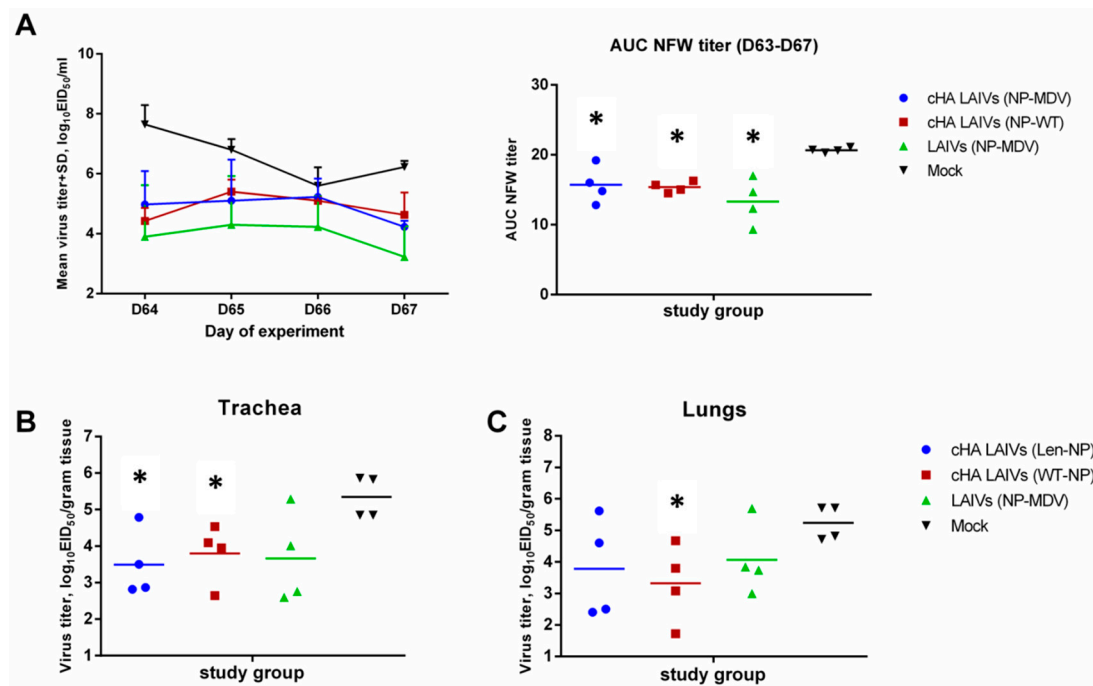 A
Mean virus titer+SD, log₁₀EID₅₀/ml
10
8
6
4
2
D64
D65
D66
D67
Day of experiment
AUC NFW titer (D63-D67)
AUC NFW titer
30
20
10
0
*
*
*
study group
cHA LAIVs (NP-MDV)
cHA LAIVs (NP-WT)
LAIVs (NP-MDV)
Mock
B
Trachea
Virus titer, log₁₀EID₅₀/gram tissue
7
6
5
4
3
2
1
*
*
study group
C
Lungs
Virus titer, log₁₀EID₅₀/gram tissue
8
7
6
5
4
3
2
1
*
study group
cHA LAIVs (Len-NP)
cHA LAIVs (WT-NP)
LAIVs (NP-MDV)
Mock